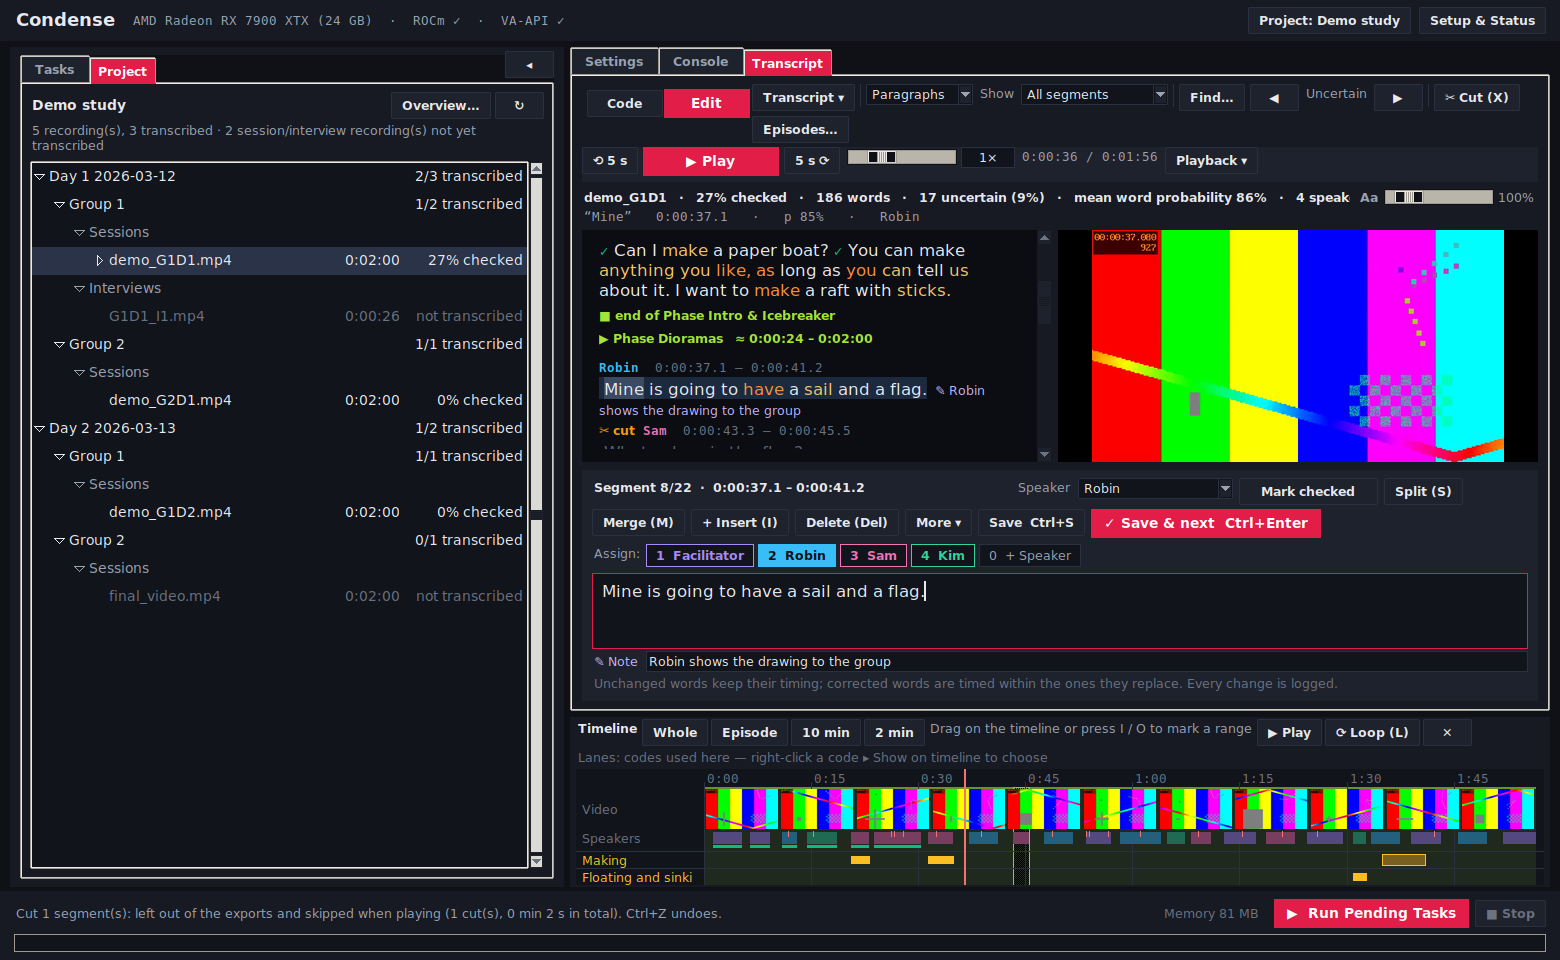 Condense AMD Radeon RX 7900 XTX (24 GB) · ROCm ✓ · VA-API ✓ Project: Demo study Setup & Status
Tasks Project ◂
Demo study Overview… ↻
5 recording(s), 3 transcribed · 2 session/interview recording(s) not yet
transcribed
Day 1 2026-03-12 2/3 transcribed
Group 1 1/2 transcribed
Sessions
demo_G1D1.mp4 0:02:00 27% checked
Interviews
G1D1_I1.mp4 0:00:26 not transcribed
Group 2 1/1 transcribed
Sessions
demo_G2D1.mp4 0:02:00 0% checked
Day 2 2026-03-13 1/2 transcribed
Group 1 1/1 transcribed
Sessions
demo_G1D2.mp4 0:02:00 0% checked
Group 2 0/1 transcribed
Sessions
final_video.mp4 0:02:00 not transcribed
Settings Console Transcript
Code Edit Transcript ▾ Paragraphs Show All segments Find… ◀ Uncertain ▶ ✂ Cut (X)
Episodes…
⟲ 5 s ▶ Play 5 s ⟳ 1× 0:00:36 / 0:01:56 Playback ▾
demo_G1D1 · 27% checked · 186 words · 17 uncertain (9%) · mean word probability 86% · 4 speak Aa 100%
“Mine” 0:00:37.1 · p 85% · Robin
✓ Can I make a paper boat? ✓ You can make
anything you like, as long as you can tell us
about it. I want to make a raft with sticks.
■ end of Phase Intro & Icebreaker
▶ Phase Dioramas ≈ 0:00:24 – 0:02:00
Robin 0:00:37.1 – 0:00:41.2
Mine is going to have a sail and a flag. ✎ Robin
shows the drawing to the group
✂ cut Sam 0:00:43.3 – 0:00:45.5
00:00:37.080
927
Segment 8/22 · 0:00:37.1 – 0:00:41.2 Speaker Robin Mark checked Split (S)
Merge (M) + Insert (I) Delete (Del) More ▾ Save Ctrl+S ✓ Save & next Ctrl+Enter
Assign: 1 Facilitator 2 Robin 3 Sam 4 Kim 0 + Speaker
Mine is going to have a sail and a flag.
✎ Note Robin shows the drawing to the group
Unchanged words keep their timing; corrected words are timed within the ones they replace. Every change is logged.
Timeline Whole Episode 10 min 2 min Drag on the timeline or press I / O to mark a range ▶ Play ⟳ Loop (L) ✕
Lanes: codes used here — right-click a code ▸ Show on timeline to choose
0:00 0:15 0:30 0:45 1:00 1:15 1:30 1:45
Video
Speakers
Making
Floating and sinki
Cut 1 segment(s): left out of the exports and skipped when playing (1 cut(s), 0 min 2 s in total). Ctrl+Z undoes. Memory 81 MB ▶ Run Pending Tasks ■ Stop